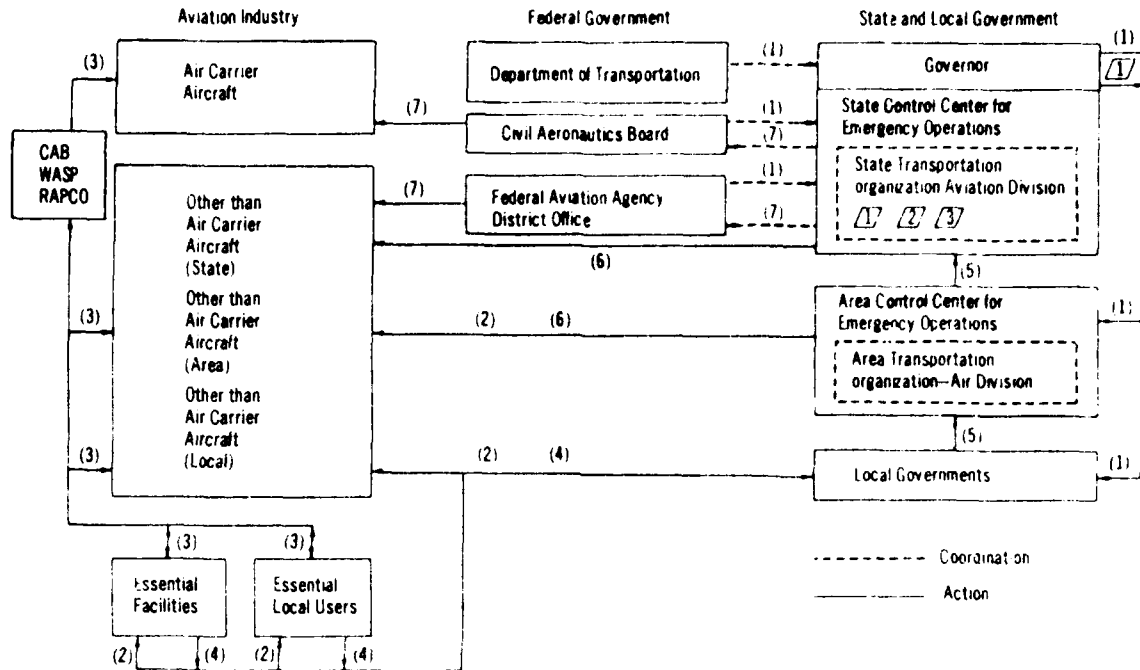 Aviation Industry
Federal Government
State and Local Government
(3)
Air Carrier
Aircraft
Department of Transportation
(1)
Governor
(1)
1
(7)
Civil Aeronautics Board
(1)
(7)
State Control Center for
Emergency Operations
CAB
WASP
RAPCO
State Transportation
organization Aviation Division
1 2 3
(7)
Federal Aviation Agency
District Office
(1)
(7)
Other than
Air Carrier
Aircraft
(State)
(6)
(5)
(3)
Other than
Air Carrier
Aircraft
(Area)
(2) (6)
Area Control Center for
Emergency Operations
(1)
Area Transportation
organization—Air Division
(3)
Other than
Air Carrier
Aircraft
(Local)
(2) (4)
(5)
Local Governments
(1)
(3)
(3)
Essential
Facilities
Essential
Local Users
(2)
(4)
(2)
(4)
Coordination
Action